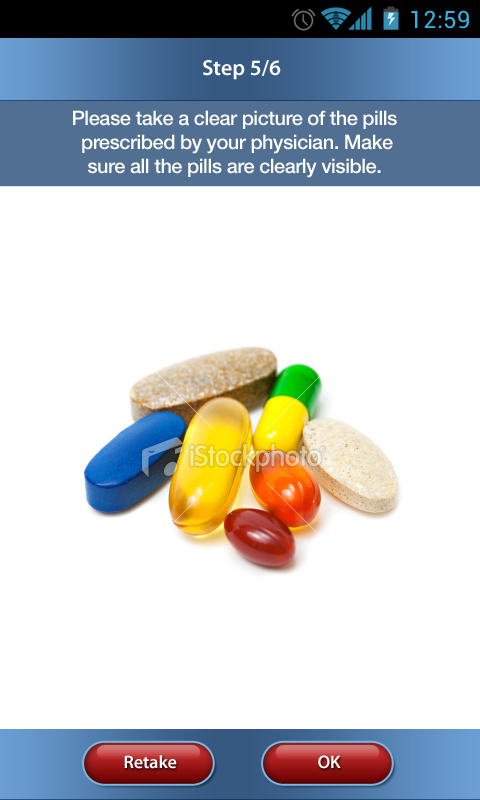 12:59
Step 5/6
Please take a clear picture of the pills
prescribed by your physician. Make
sure all the pills are clearly visible.
iStockphoto
Retake
OK